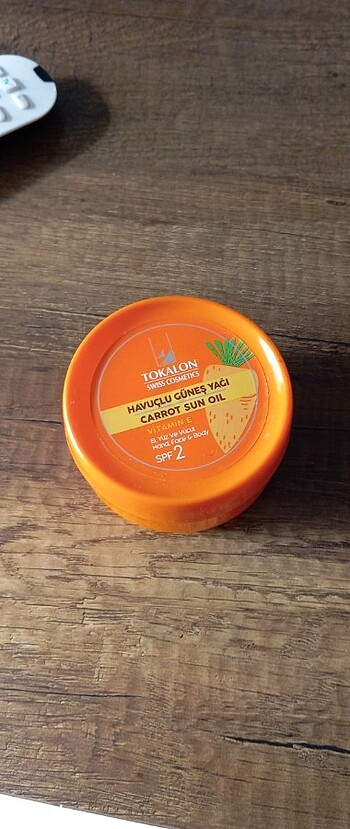 TOKALON
SWISS COSMETICS
HAVUÇLU GÜNEŞ YAĞI
CARROT SUN OIL
VITAMIN E
El, Yüz ve Vücut
Hand, Face & Body
SPF 2